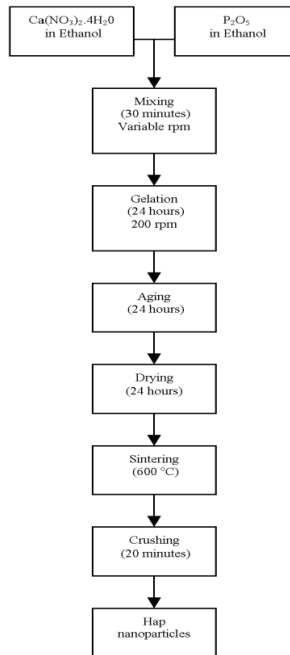 Ca(NO₃)₂.4H₂0
in Ethanol
P₂O₅
in Ethanol
Mixing
(30 minutes)
Variable rpm
Gelation
(24 hours)
200 rpm
Aging
(24 hours)
Drying
(24 hours)
Sintering
(600 °C)
Crushing
(20 minutes)
Hap
nanoparticles